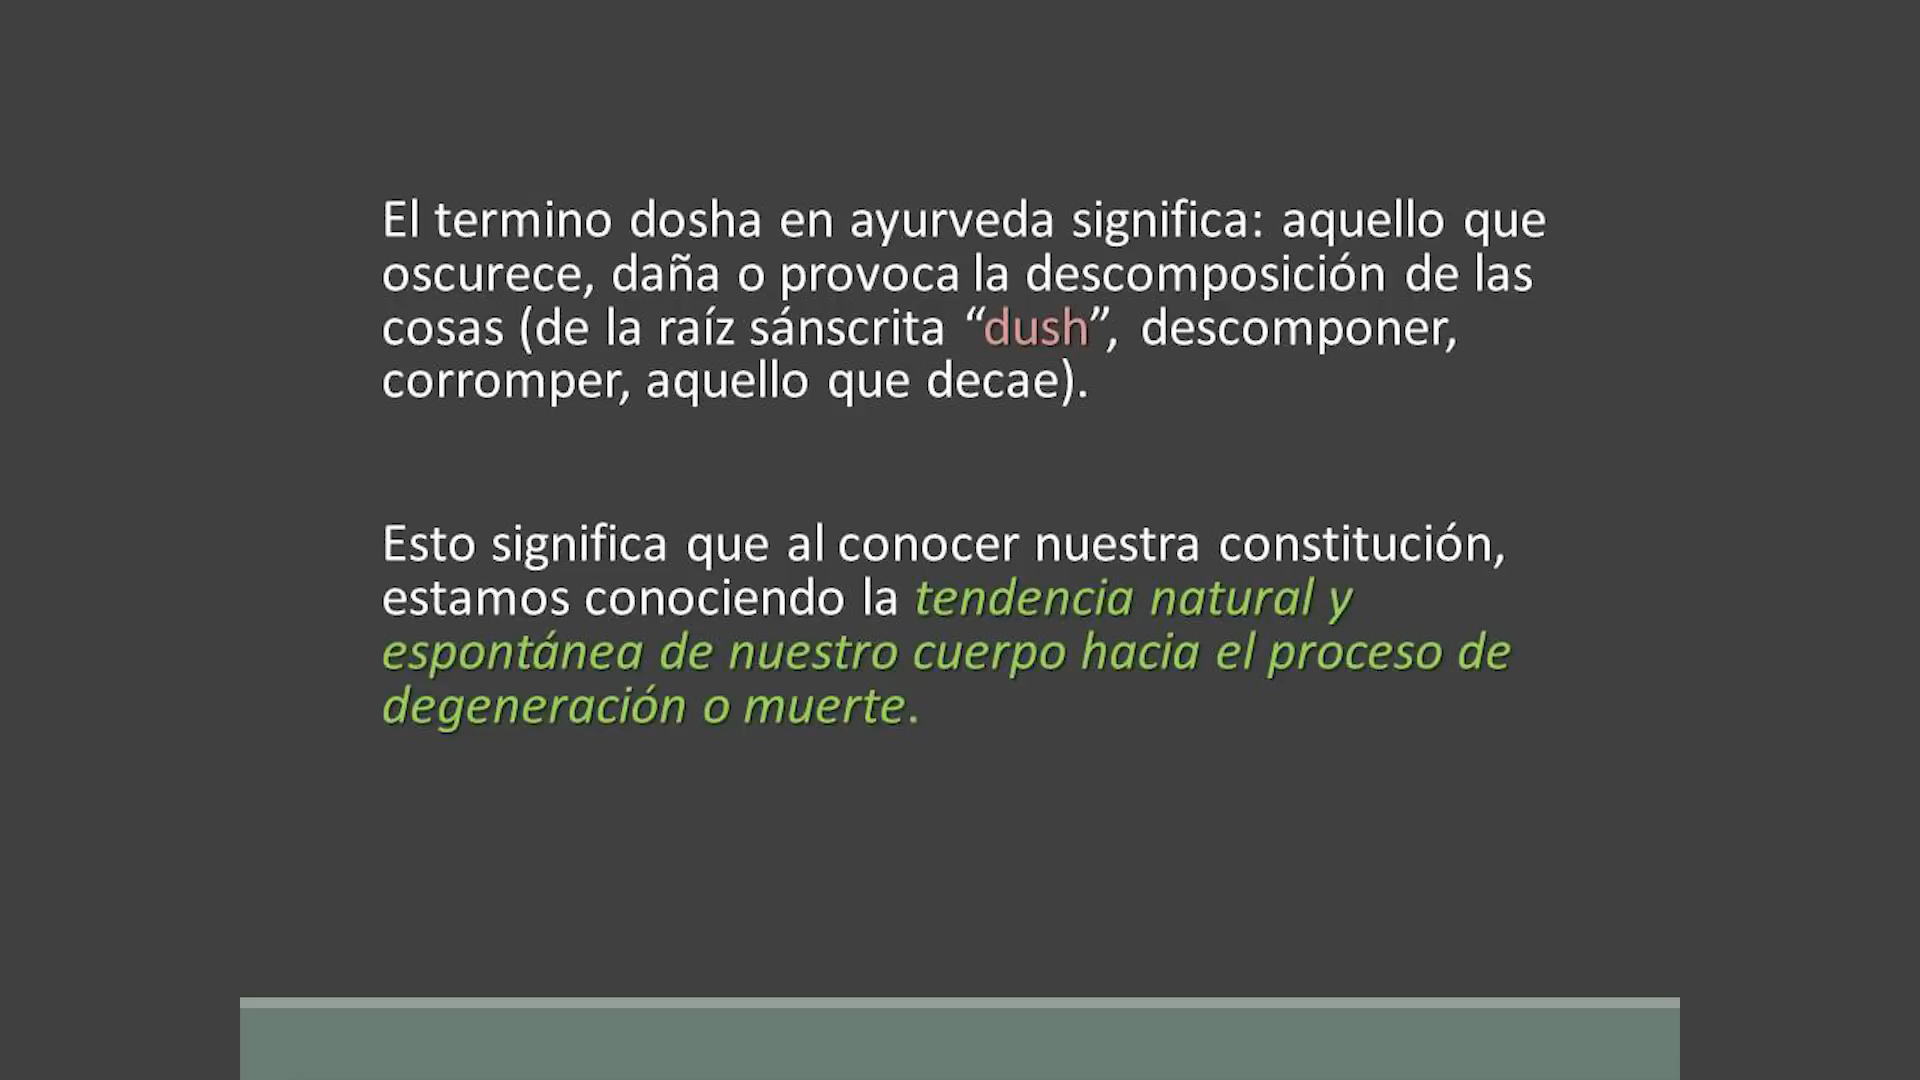 El termino dosha en ayurveda significa: aquello que
oscurece, daña o provoca la descomposición de las
cosas (de la raíz sánscrita “dush”, descomponer,
corromper, aquello que decae).
Esto significa que al conocer nuestra constitución,
estamos conociendo la tendencia natural y
espontánea de nuestro cuerpo hacia el proceso de
degeneración o muerte.